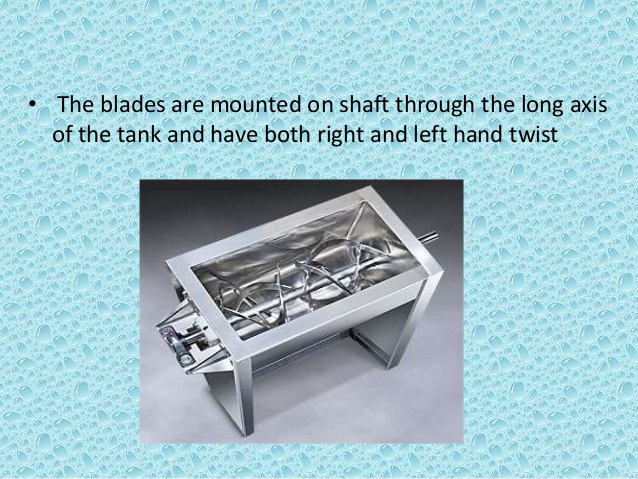 • The blades are mounted on shaft through the long axis
of the tank and have both right and left hand twist